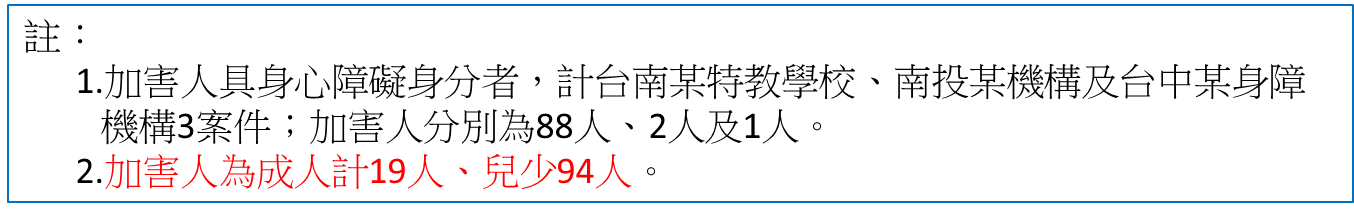 註：
1.加害人具身心障礙身分者，計台南某特教學校、南投某機構及台中某身障
機構3案件；加害人分別為88人、2人及1人。
2.加害人為成人計19人、兒少94人。